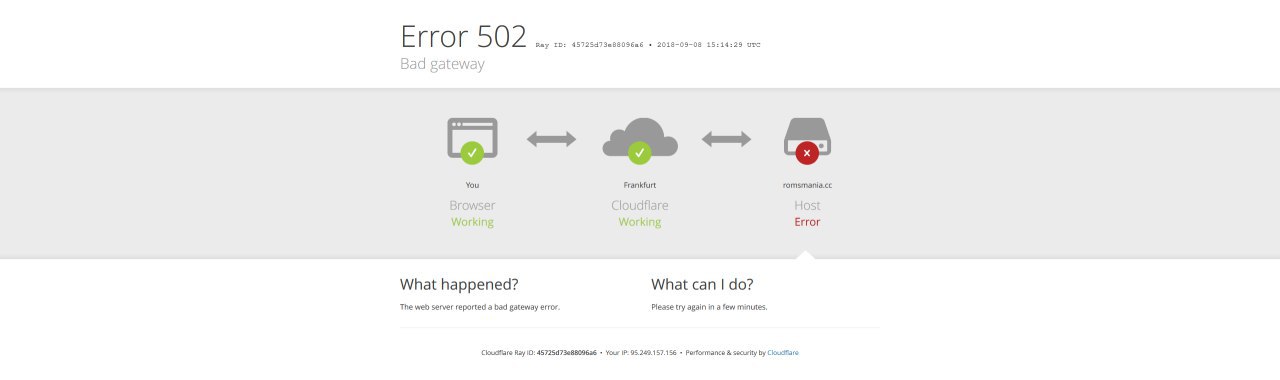 Error 502 Ray ID: 45725d73e88096a6 • 2018-09-08 15:14:29 UTC
Bad gateway
You
Browser
Working
Frankfurt
Cloudflare
Working
romsmania.cc
Host
Error
What happened?
The web server reported a bad gateway error.
What can I do?
Please try again in a few minutes.
Cloudflare Ray ID: 45725d73e88096a6 • Your IP: 95.249.157.156 • Performance & security by Cloudflare